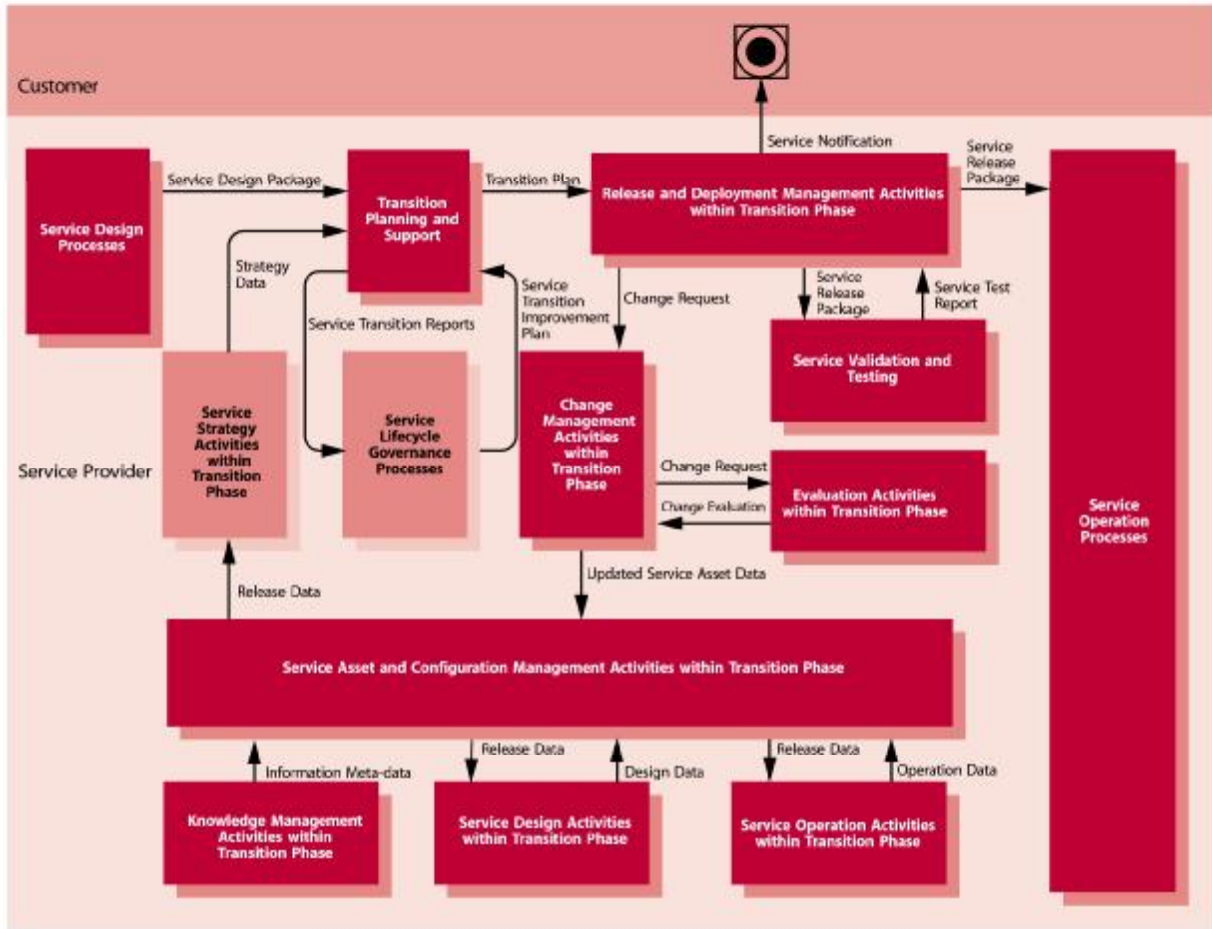 Customer
Service Notification
Service
Release
Package
Service Design Package
Transition Plan
Service Design
Processes
Transition
Planning and
Support
Release and Deployment Management Activities
within Transition Phase
Strategy
Data
Service Transition Reports
Service
Transition
Improvement
Plan
Change Request
Service
Release
Package
Service Test
Report
Service Validation and
Testing
Service Provider
Service
Strategy
Activities
within
Transition
Phase
Service
Lifecycle
Governance
Processes
Change
Management
Activities
within
Transition
Phase
Change Request
Change Evaluation
Evaluation Activities
within Transition Phase
Service
Operation
Processes
Release Data
Updated Service Asset Data
Service Asset and Configuration Management Activities within Transition Phase
Information Meta-data
Release Data
Design Data
Release Data
Operation Data
Knowledge Management
Activities within
Transition Phase
Service Design Activities
within Transition Phase
Service Operation Activities
within Transition Phase